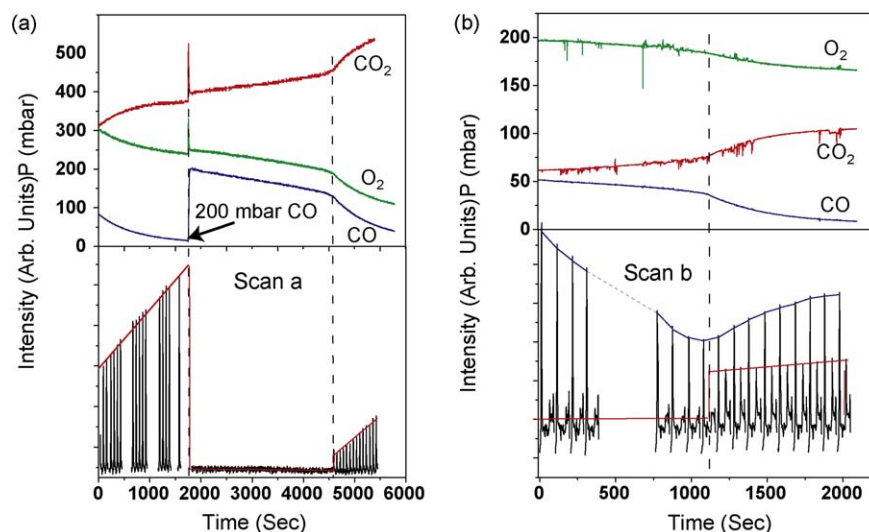 (a)
500
400
300
200
100
0
CO₂
O₂
200 mbar CO
CO
Intensity (Arb. Units)P (mbar)
Scan a
0 1000 2000 3000 4000 5000 6000
Time (Sec)
(b)
200
150
100
50
0
O₂
CO₂
CO
Intensity (Arb. Units)P (mbar)
Scan b
0 500 1000 1500 2000
Time (Sec)